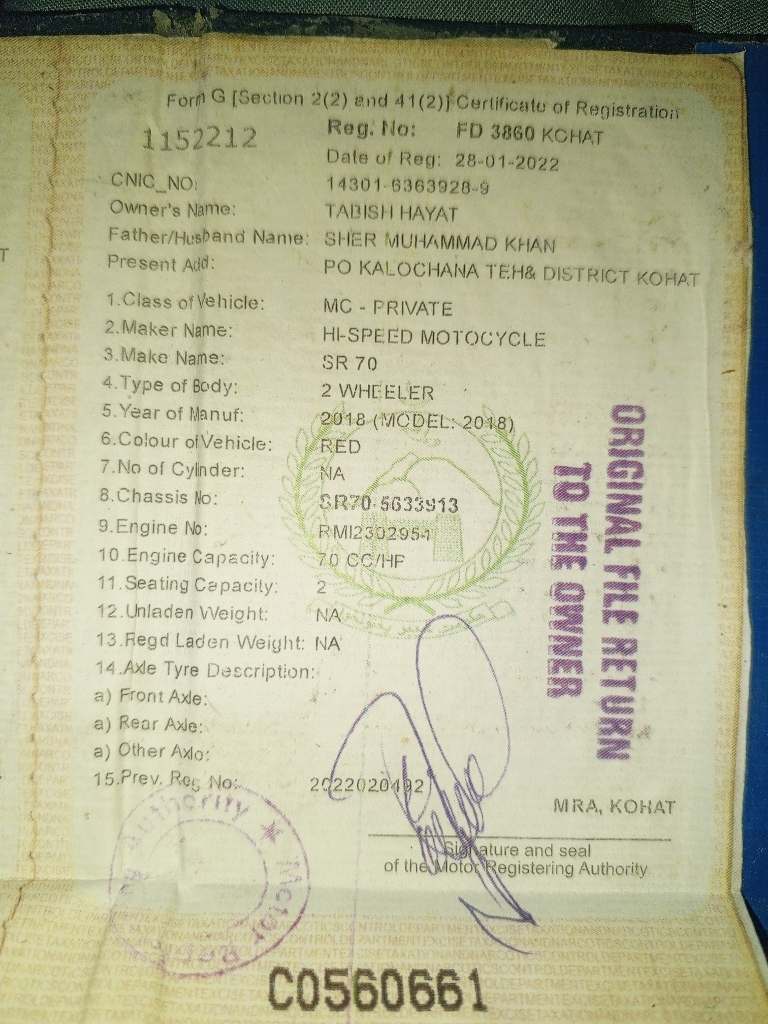 Form G [Section 2(2) and 41(2)] Certificate of Registration
1152212
Reg. No: FD 3860 KOHAT
Date of Reg: 28-01-2022
CNIC_NO: 14301-6363928-9
Owner's Name: TABISH HAYAT
Father/Husband Name: SHER MUHAMMAD KHAN
Present Add: PO KALOCHANA TEH& DISTRICT KOHAT
1.Class of Vehicle: MC - PRIVATE
2.Maker Name: HI-SPEED MOTOCYCLE
3.Make Name: SR 70
4.Type of Body: 2 WHEELER
5.Year of Manuf: 2018 (MODEL: 2018)
6.Colour of Vehicle: RED
7.No of Cylinder: NA
8.Chassis No: SR70-5633913
9.Engine No: RMI2302951
10.Engine Capacity: 70 CC/HP
11.Seating Capacity: 2
12.Unladen Weight: NA
13.Regd Laden Weight: NA
14.Axle Tyre Description:
a) Front Axle:
a) Rear Axle:
a) Other Axle:
15.Prev. Reg No: 2022020492
ORIGINAL FILE RETURN
TO THE OWNER
MRA, KOHAT
Signature and seal
of the Motor Registering Authority
Authority ★ Motor
C0560661